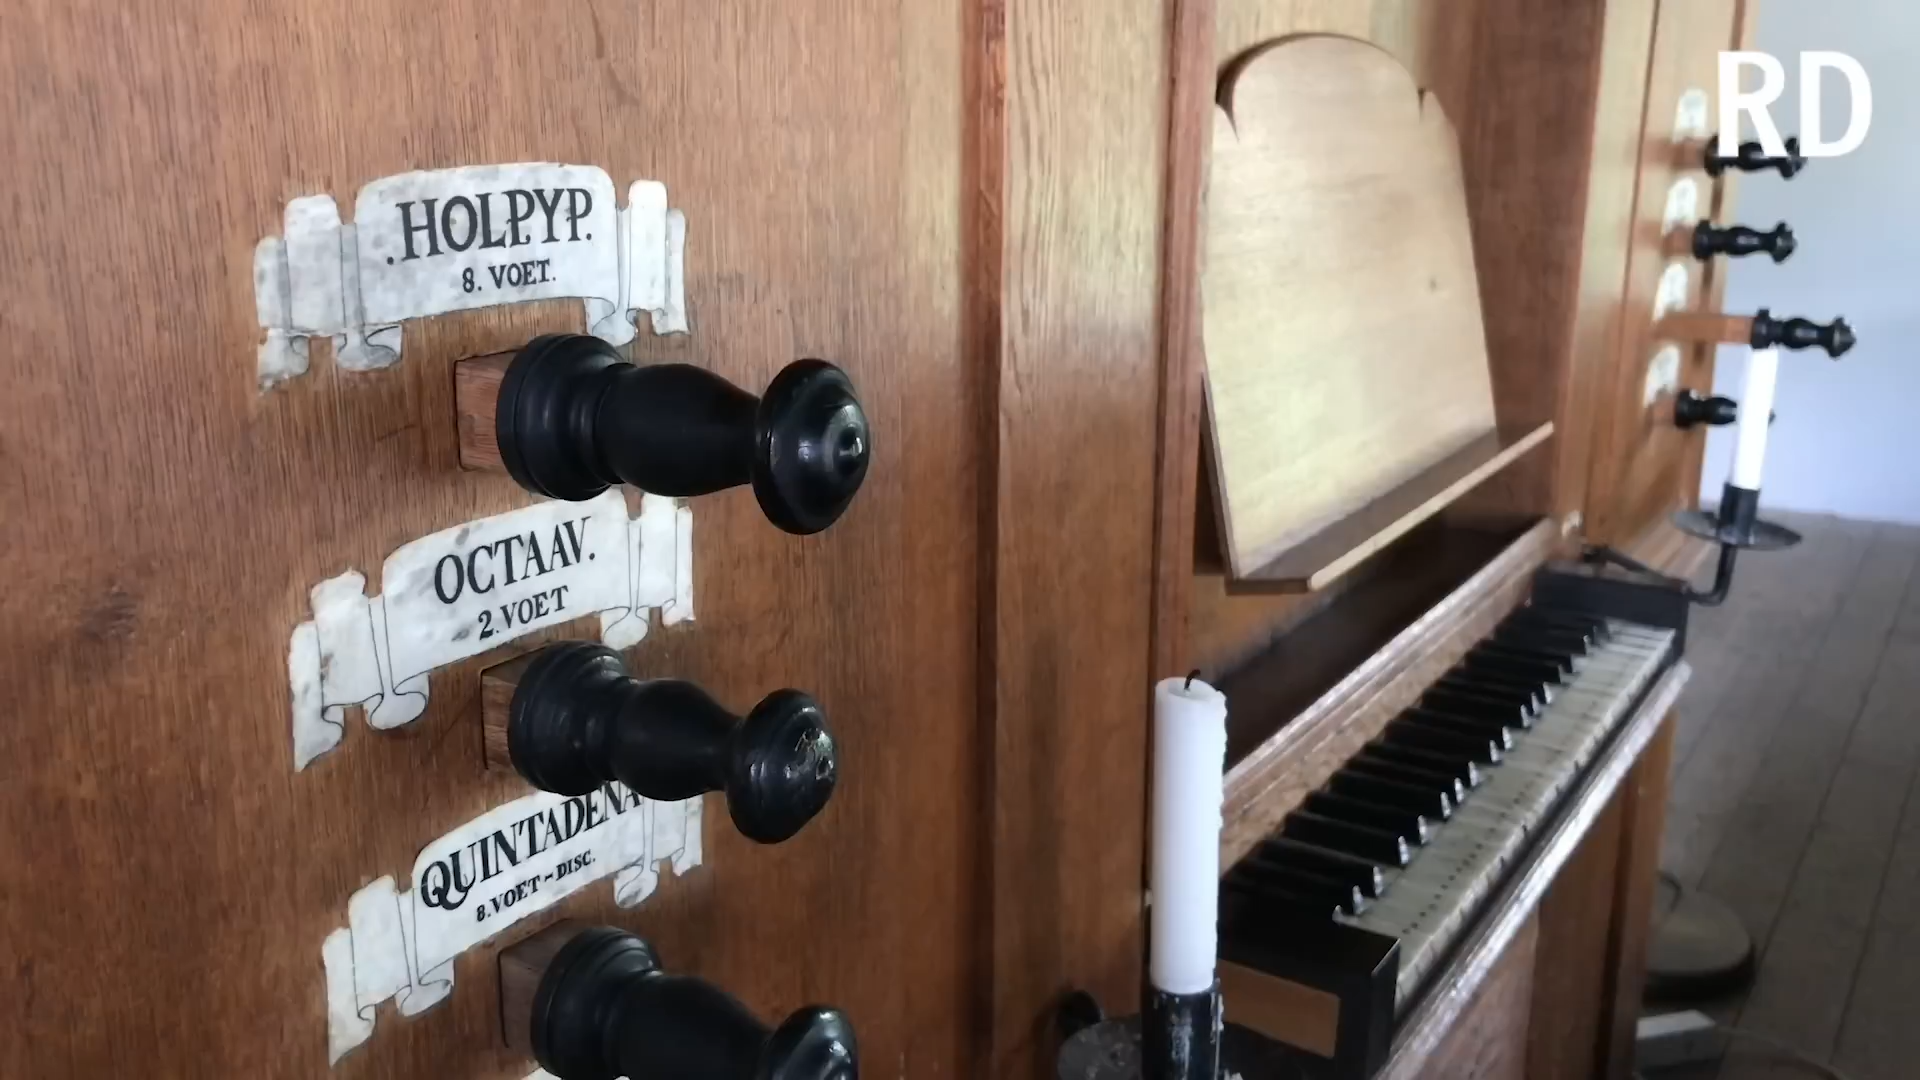 RD
.HOLPYP.
8. VOET.
OCTAAV.
2. VOET
QUINTADENA
8. VOET - DISC.